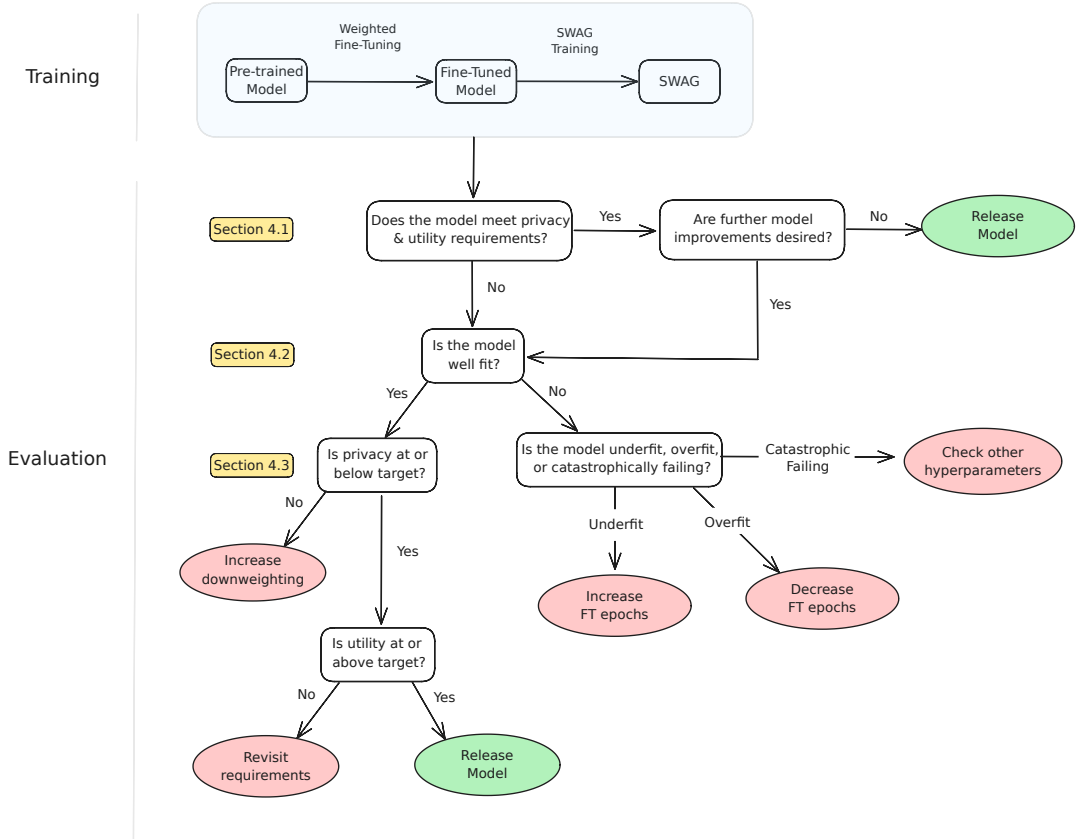 Training
Weighted
Fine-Tuning
SWAG
Training
Pre-trained
Model
Fine-Tuned
Model
SWAG
Evaluation
Section 4.1
Does the model meet privacy
& utility requirements?
Yes
Are further model
improvements desired?
No
Release
Model
No
Yes
Section 4.2
Is the model
well fit?
Yes
No
Section 4.3
Is privacy at or
below target?
Is the model underfit, overfit,
or catastrophically failing?
Catastrophic
Failing
Check other
hyperparameters
No
Yes
Underfit
Overfit
Increase
downweighting
Increase
FT epochs
Decrease
FT epochs
Is utility at or
above target?
No
Yes
Revisit
requirements
Release
Model